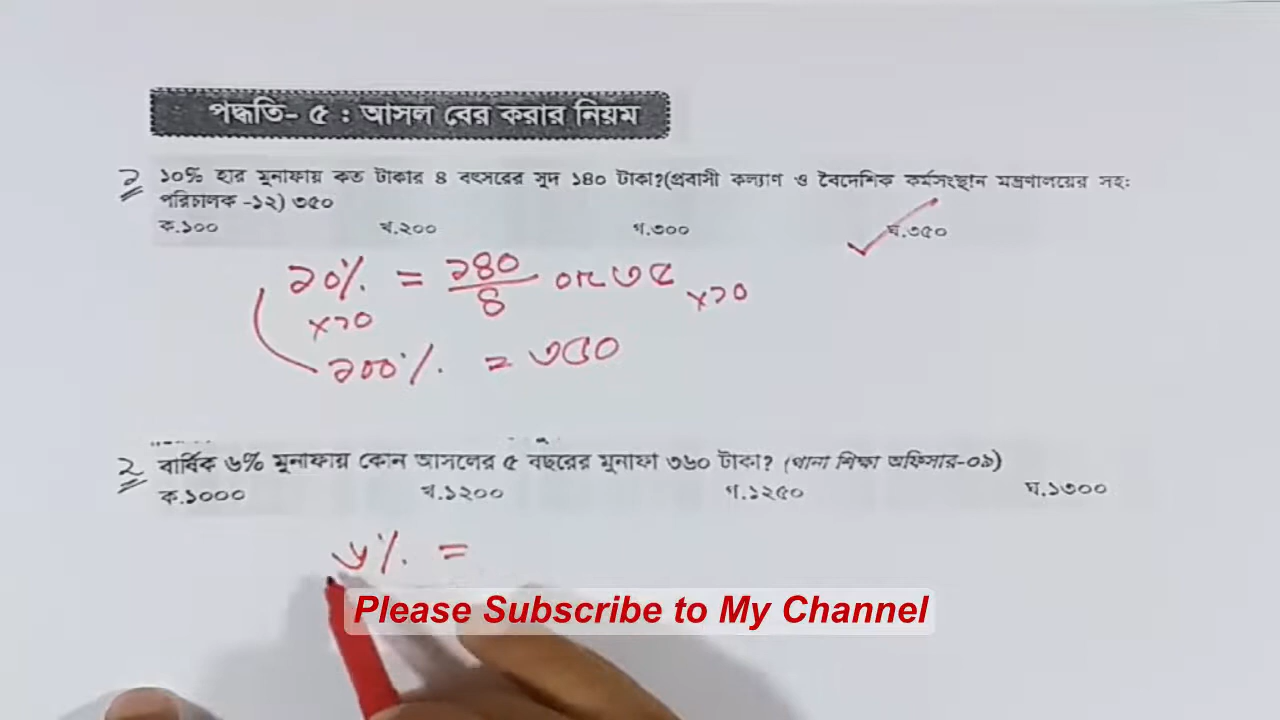 পদ্ধতি- ৫ : আসল বের করার নিয়ম
১ ১০% হার মুনাফায় কত টাকার ৪ বৎসরের সুদ ১৪০ টাকা?(প্রবাসী কল্যাণ ও বৈদেশিক কর্মসংস্থান মন্ত্রণালয়ের সহঃ
পরিচালক -১২) ৩৫০
ক.১০০ খ.২০০ গ.৩০০ ঘ.৩৫০
১০% = ১৪০/৪ or ৩৫
×১০ ×১০
১০০% = ৩৫০
২ বার্ষিক ৬% মুনাফায় কোন আসলের ৫ বছরের মুনাফা ৩৬০ টাকা? (থানা শিক্ষা অফিসার-০৯)
ক.১০০০ খ.১২০০ গ.১২৫০ ঘ.১৩০০
৬% =
Please Subscribe to My Channel